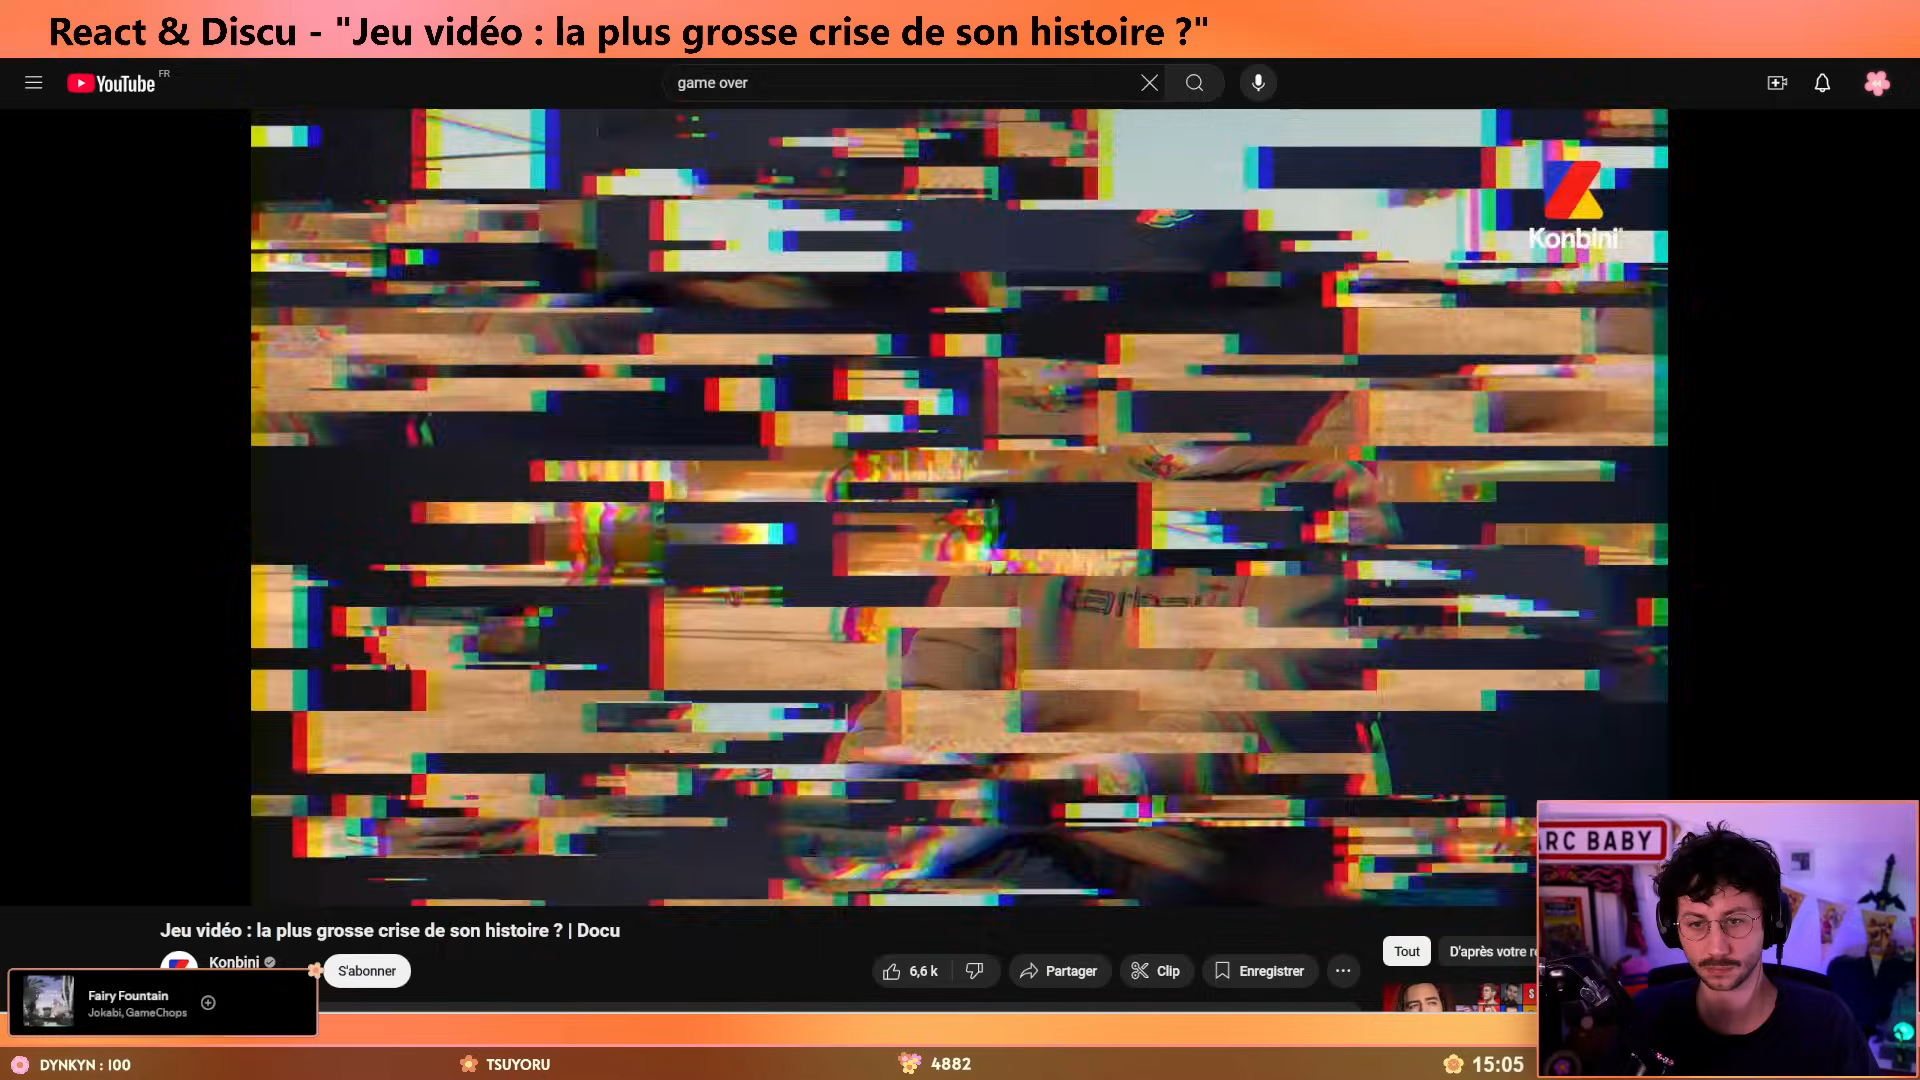 React & Discu - "Jeu vidéo : la plus grosse crise de son histoire ?"
YouTube FR
game over
Konbini
Jeu vidéo : la plus grosse crise de son histoire ? | Docu
Konbini
S'abonner
6,6 k
Partager
Clip
Enregistrer
Tout
D'après votre re
ARC BABY
Fairy Fountain
Jokabi, GameChops
DYNKYN : 100
TSUYORU
4882
15:05